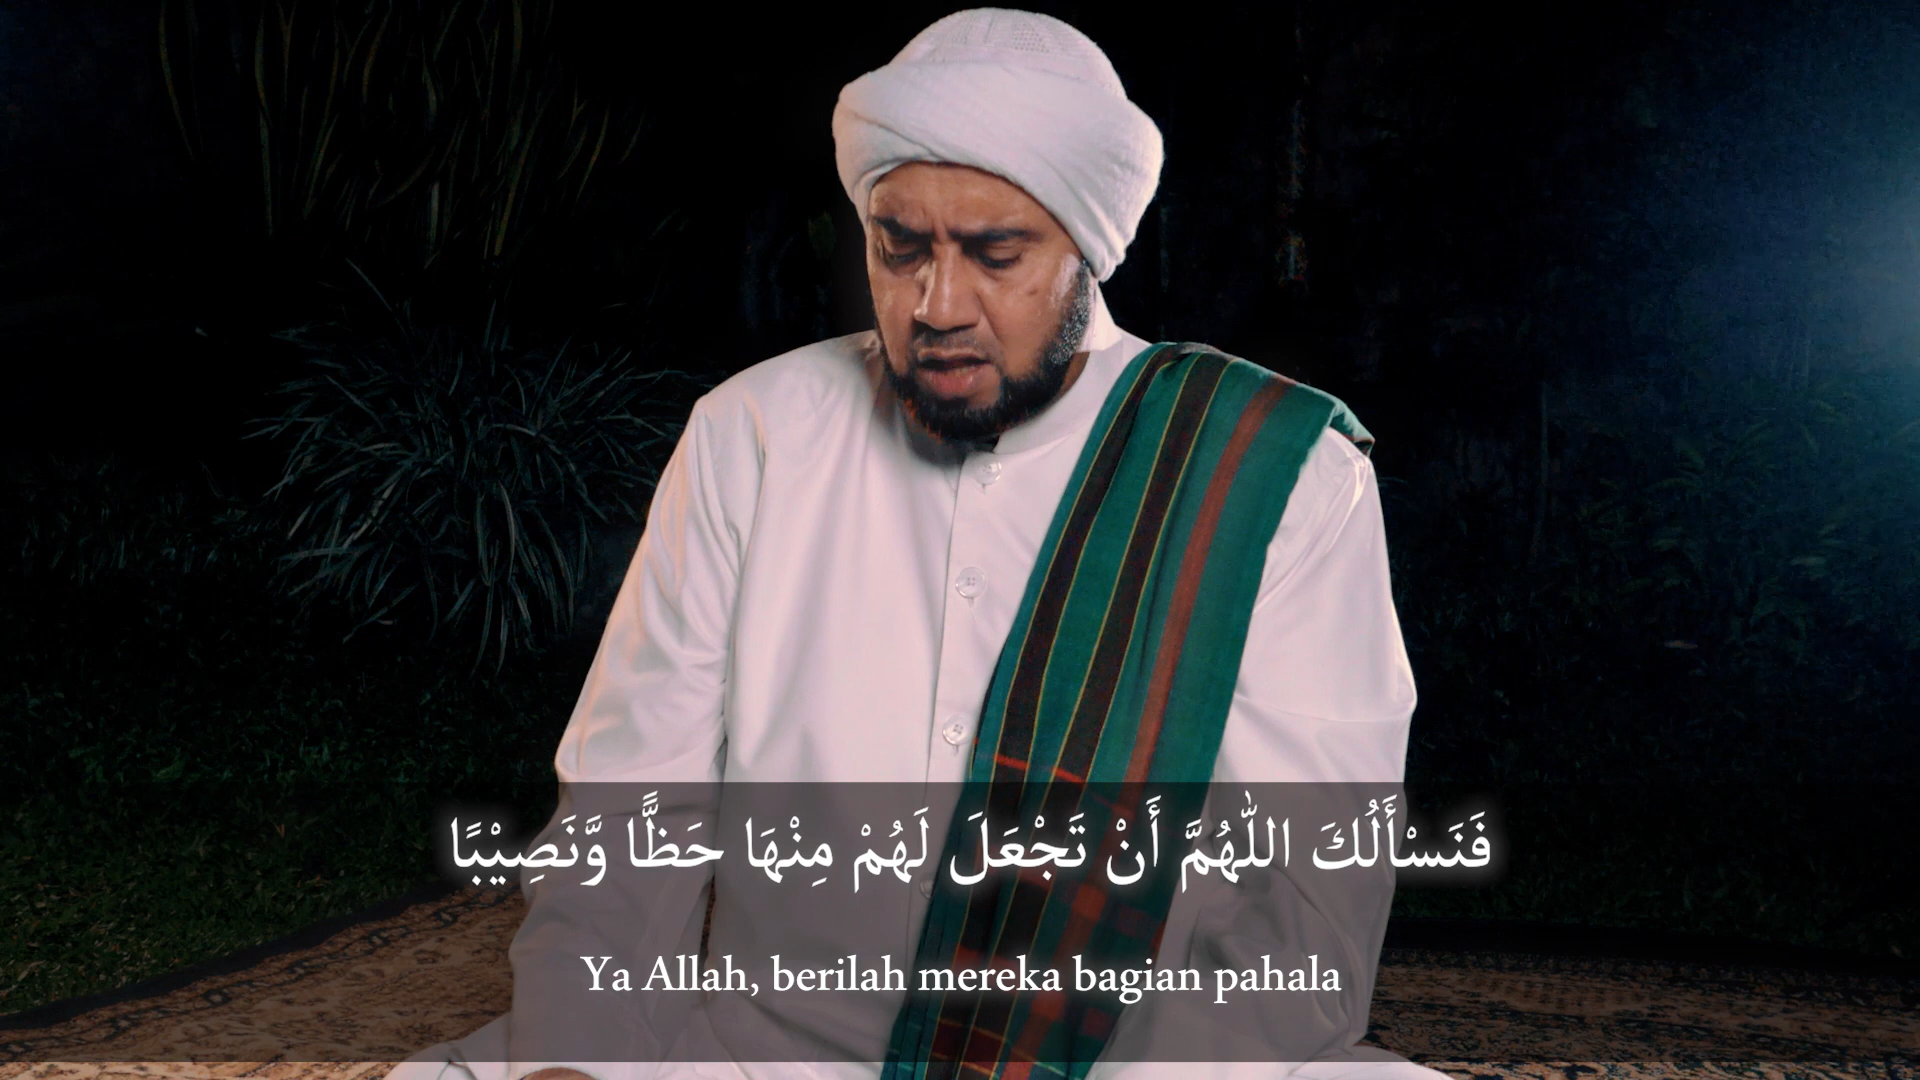 فَنَسْأَلُكَ اللّٰهُمَّ أَنْ تَجْعَلَ لَهُمْ مِنْهَا حَظًّا وَّنَصِيْبًا
Ya Allah, berilah mereka bagian pahala